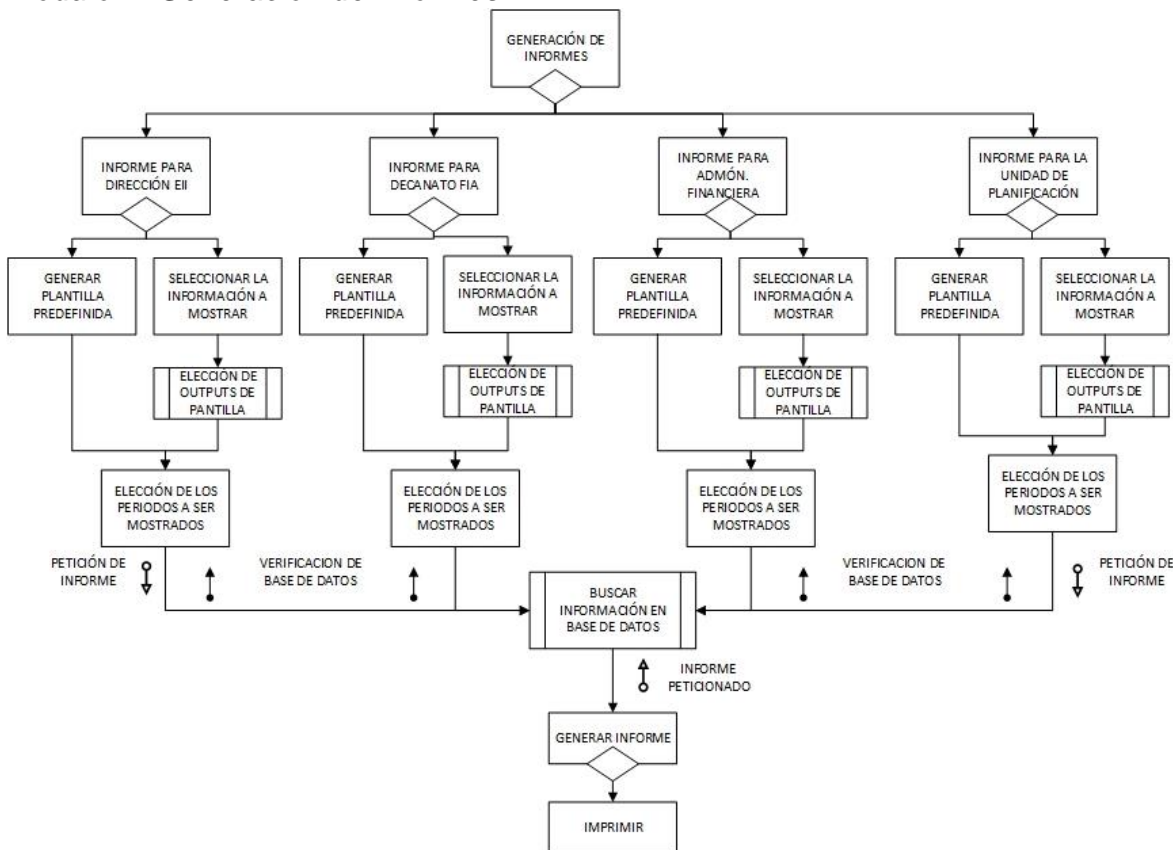 GENERACIÓN DE
INFORMES
INFORME PARA
DIRECCIÓN EII
INFORME PARA
DECANATO FIA
INFORME PARA
ADMÓN.
FINANCIERA
INFORME PARA LA
UNIDAD DE
PLANIFICACIÓN
GENERAR
PLANTILLA
PREDEFINIDA
SELECCIONAR LA
INFORMACIÓN A
MOSTRAR
GENERAR
PLANTILLA
PREDEFINIDA
SELECCIONAR LA
INFORMACIÓN A
MOSTRAR
GENERAR
PLANTILLA
PREDEFINIDA
SELECCIONAR LA
INFORMACIÓN A
MOSTRAR
GENERAR
PLANTILLA
PREDEFINIDA
SELECCIONAR LA
INFORMACIÓN A
MOSTRAR
ELECCIÓN DE
OUTPUTS DE
PANTILLA
ELECCIÓN DE
OUTPUTS DE
PANTILLA
ELECCIÓN DE
OUTPUTS DE
PANTILLA
ELECCIÓN DE
OUTPUTS DE
PANTILLA
ELECCIÓN DE LOS
PERIODOS A SER
MOSTRADOS
ELECCIÓN DE LOS
PERIODOS A SER
MOSTRADOS
ELECCIÓN DE LOS
PERIODOS A SER
MOSTRADOS
ELECCIÓN DE LOS
PERIODOS A SER
MOSTRADOS
PETICIÓN DE
INFORME
VERIFICACION DE
BASE DE DATOS
VERIFICACION DE
BASE DE DATOS
PETICIÓN DE
INFORME
BUSCAR
INFORMACIÓN EN
BASE DE DATOS
INFORME
PETICIONADO
GENERAR INFORME
IMPRIMIR